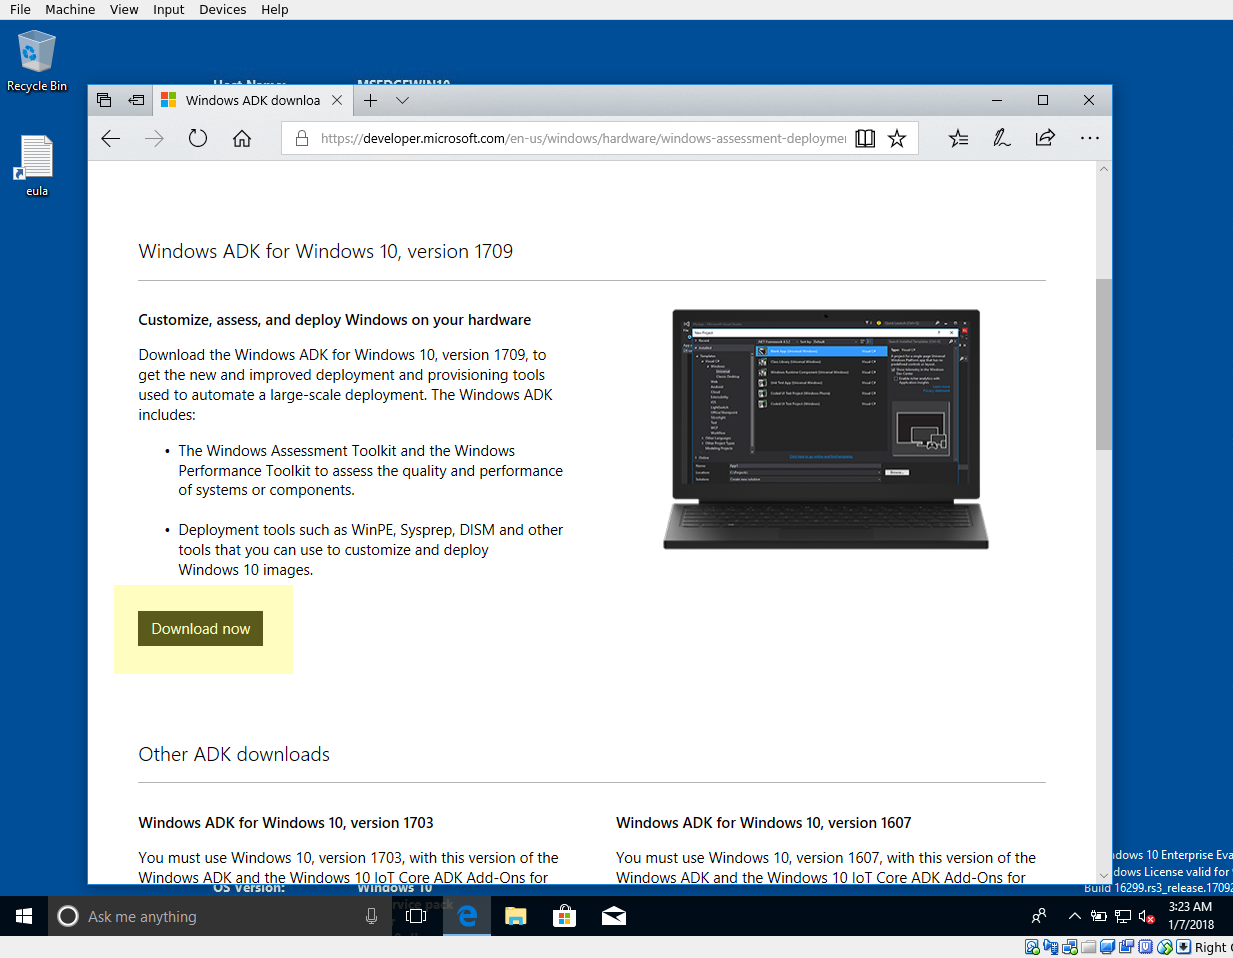 File Machine View Input Devices Help
Recycle Bin
eula
Windows ADK downloa
https://developer.microsoft.com/en-us/windows/hardware/windows-assessment-deployme
Windows ADK for Windows 10, version 1709
Customize, assess, and deploy Windows on your hardware
Download the Windows ADK for Windows 10, version 1709, to
get the new and improved deployment and provisioning tools
used to automate a large-scale deployment. The Windows ADK
includes:
• The Windows Assessment Toolkit and the Windows
Performance Toolkit to assess the quality and performance
of systems or components.
• Deployment tools such as WinPE, Sysprep, DISM and other
tools that you can use to customize and deploy
Windows 10 images.
Download now
Other ADK downloads
Windows ADK for Windows 10, version 1703
You must use Windows 10, version 1703, with this version of the
Windows ADK and the Windows 10 IoT Core ADK Add-Ons for
Windows ADK for Windows 10, version 1607
You must use Windows 10, version 1607, with this version of the
Windows ADK and the Windows 10 IoT Core ADK Add-Ons for
OS Version: Windows 10
dows 10 Enterprise Eva
dows License valid for
Build 16299.rs3_release.1709
Ask me anything
3:23 AM
1/7/2018
Right